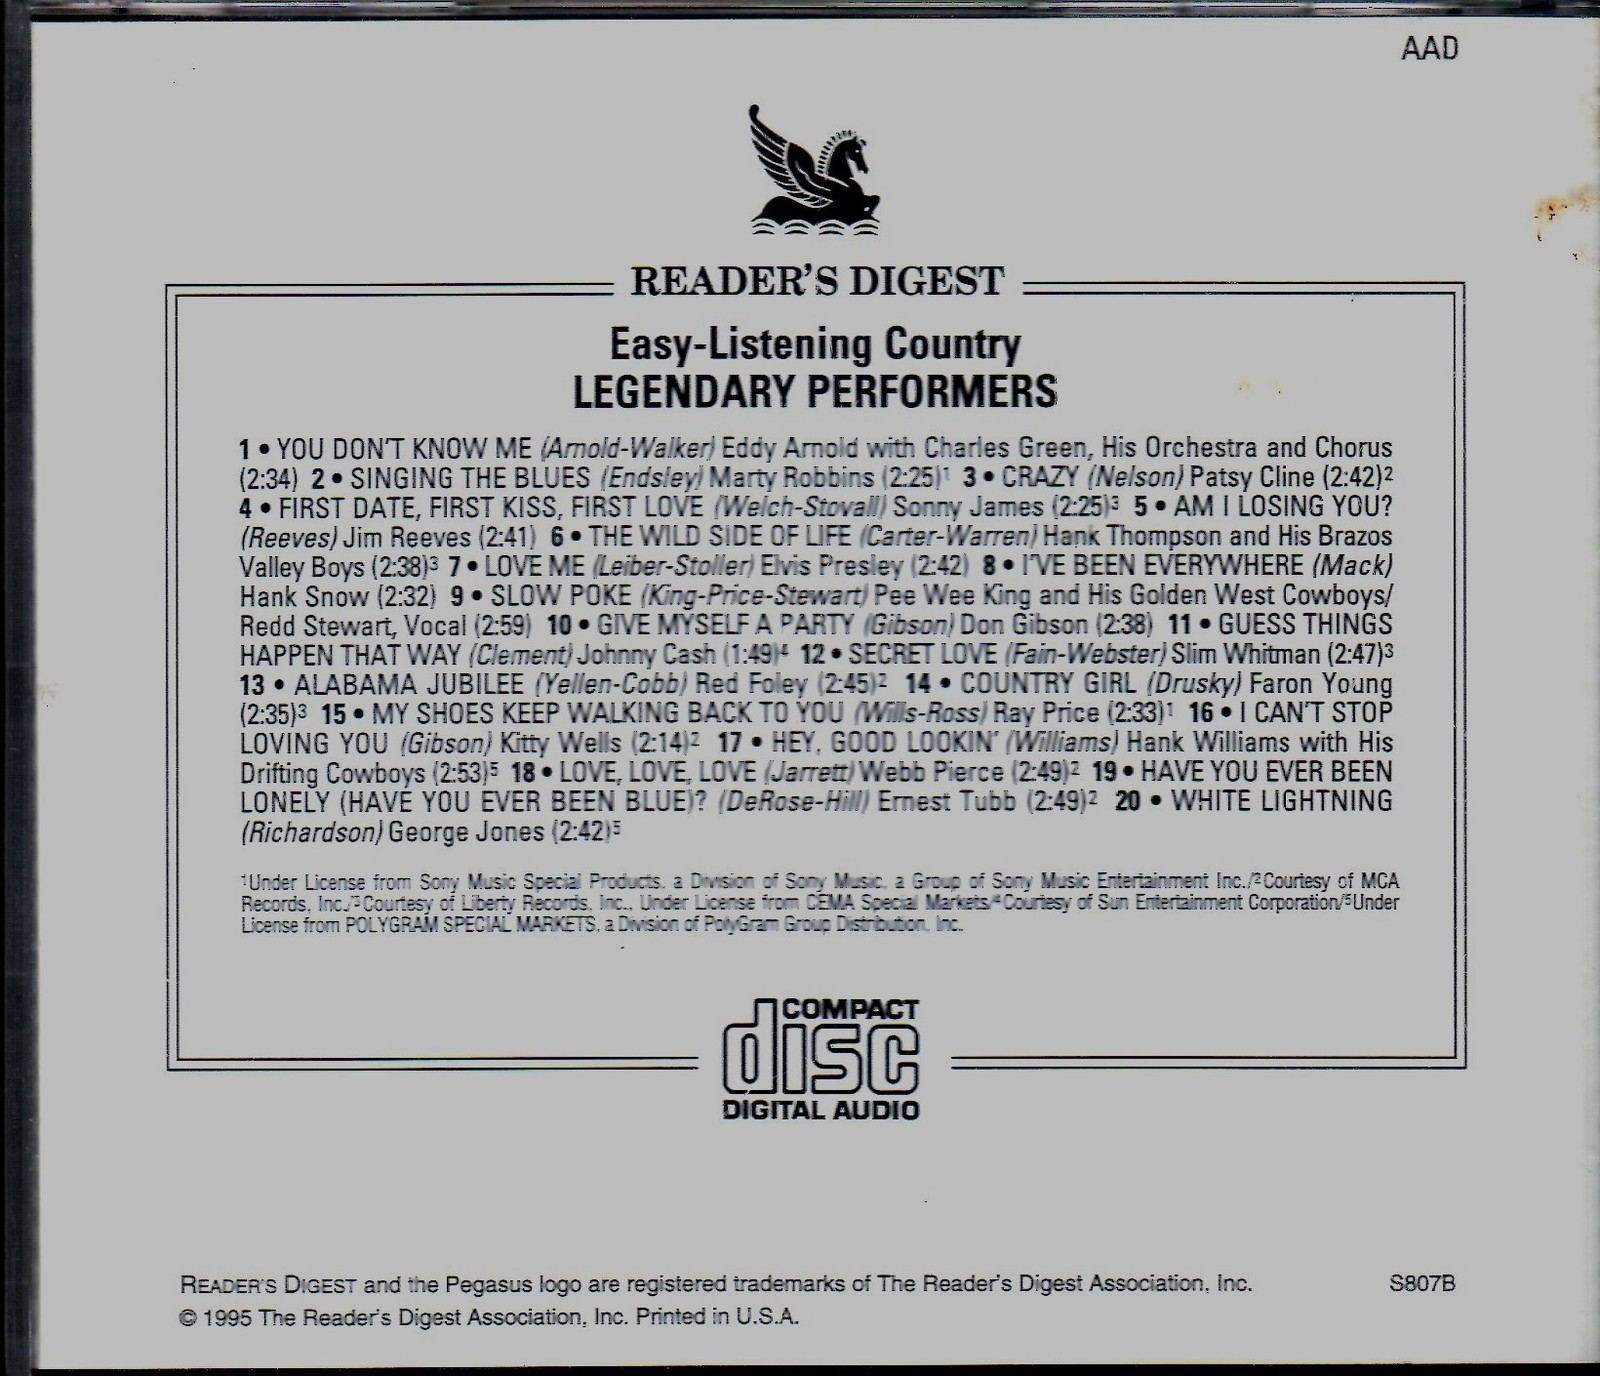 AAD
READER'S DIGEST
Easy-Listening Country
LEGENDARY PERFORMERS
1 • YOU DON'T KNOW ME (Arnold-Walker) Eddy Arnold with Charles Green, His Orchestra and Chorus
(2:34) 2 • SINGING THE BLUES (Endsley) Marty Robbins (2:25)¹ 3 • CRAZY (Nelson) Patsy Cline (2:42)²
4 • FIRST DATE, FIRST KISS, FIRST LOVE (Welch-Stovall) Sonny James (2:25)³ 5 • AM I LOSING YOU?
(Reeves) Jim Reeves (2:41) 6 • THE WILD SIDE OF LIFE (Carter-Warren) Hank Thompson and His Brazos
Valley Boys (2:38)³ 7 • LOVE ME (Leiber-Stoller) Elvis Presley (2:42) 8 • I'VE BEEN EVERYWHERE (Mack)
Hank Snow (2:32) 9 • SLOW POKE (King-Price-Stewart) Pee Wee King and His Golden West Cowboys/
Redd Stewart, Vocal (2:59) 10 • GIVE MYSELF A PARTY (Gibson) Don Gibson (2:38) 11 • GUESS THINGS
HAPPEN THAT WAY (Clement) Johnny Cash (1:49)⁴ 12 • SECRET LOVE (Fain-Webster) Slim Whitman (2:47)³
13 • ALABAMA JUBILEE (Yellen-Cobb) Red Foley (2:45)² 14 • COUNTRY GIRL (Drusky) Faron Young
(2:35)³ 15 • MY SHOES KEEP WALKING BACK TO YOU (Wills-Ross) Ray Price (2:33)¹ 16 • I CAN'T STOP
LOVING YOU (Gibson) Kitty Wells (2:14)² 17 • HEY, GOOD LOOKIN' (Williams) Hank Williams with His
Drifting Cowboys (2:53)⁵ 18 • LOVE, LOVE, LOVE (Jarrett) Webb Pierce (2:49)² 19 • HAVE YOU EVER BEEN
LONELY (HAVE YOU EVER BEEN BLUE)? (DeRose-Hill) Ernest Tubb (2:49)² 20 • WHITE LIGHTNING
(Richardson) George Jones (2:42)⁵
¹Under License from Sony Music Special Products, a Division of Sony Music, a Group of Sony Music Entertainment Inc./²Courtesy of MCA
Records, Inc./³Courtesy of Liberty Records, Inc., Under License from CEMA Special Markets/⁴Courtesy of Sun Entertainment Corporation/⁵Under
License from POLYGRAM SPECIAL MARKETS, a Division of PolyGram Group Distribution, Inc.
COMPACT
disc
DIGITAL AUDIO
READER'S DIGEST and the Pegasus logo are registered trademarks of The Reader's Digest Association, Inc. S807B
© 1995 The Reader's Digest Association, Inc. Printed in U.S.A.